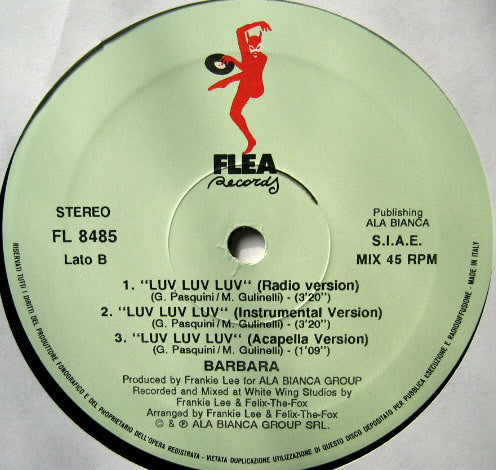 FLEA
Records
STEREO
FL 8485
Lato B
Publishing
ALA BIANCA
S.I.A.E.
MIX 45 RPM
1. "LUV LUV LUV" (Radio version)
(G. Pasquini/M. Gulinelli) - (3'20")
2. "LUV LUV LUV" (Instrumental Version)
(G. Pasquini/M. Gulinelli) - (3'20")
3. "LUV LUV LUV" (Acapella Version)
(G. Pasquini/M. Gulinelli) - (1'09")
BARBARA
Produced by Frankie Lee for ALA BIANCA GROUP
Recorded and Mixed at White Wing Studios by
Frankie Lee & Felix-The-Fox
Arranged by Frankie Lee & Felix-The-Fox
© & ℗ ALA BIANCA GROUP SRL.
RISERVATI TUTTI I DIRITTI DEL PRODUTTORE FONOGRAFICO E DEL PROPRIETARIO DELL'OPERA REGISTRATA - VIETATA DUPLICAZIONE UTILIZZAZIONE DI QUESTO DISCO PER PUBBLICA ESECUZIONE E RADIODIFFUSIONE - MADE IN ITALY